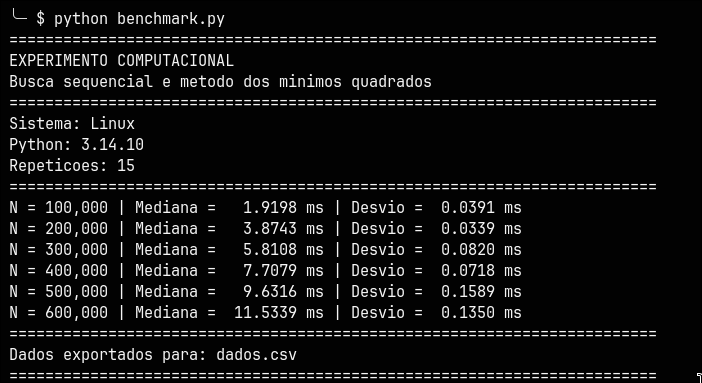 ╰─ $ python benchmark.py
========================================================================
EXPERIMENTO COMPUTACIONAL
Busca sequencial e metodo dos minimos quadrados
========================================================================
Sistema: Linux
Python: 3.14.10
Repeticoes: 15
========================================================================
N = 100,000 | Mediana =   1.9198 ms | Desvio =  0.0391 ms
N = 200,000 | Mediana =   3.8743 ms | Desvio =  0.0339 ms
N = 300,000 | Mediana =   5.8108 ms | Desvio =  0.0820 ms
N = 400,000 | Mediana =   7.7079 ms | Desvio =  0.0718 ms
N = 500,000 | Mediana =   9.6316 ms | Desvio =  0.1589 ms
N = 600,000 | Mediana =  11.5339 ms | Desvio =  0.1350 ms
========================================================================
Dados exportados para: dados.csv
========================================================================